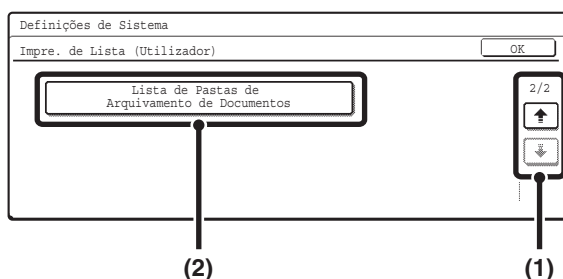 Definições de Sistema
Impre. de Lista (Utilizador)
OK
Lista de Pastas de
Arquivamento de Documentos
2/2
(2)
(1)